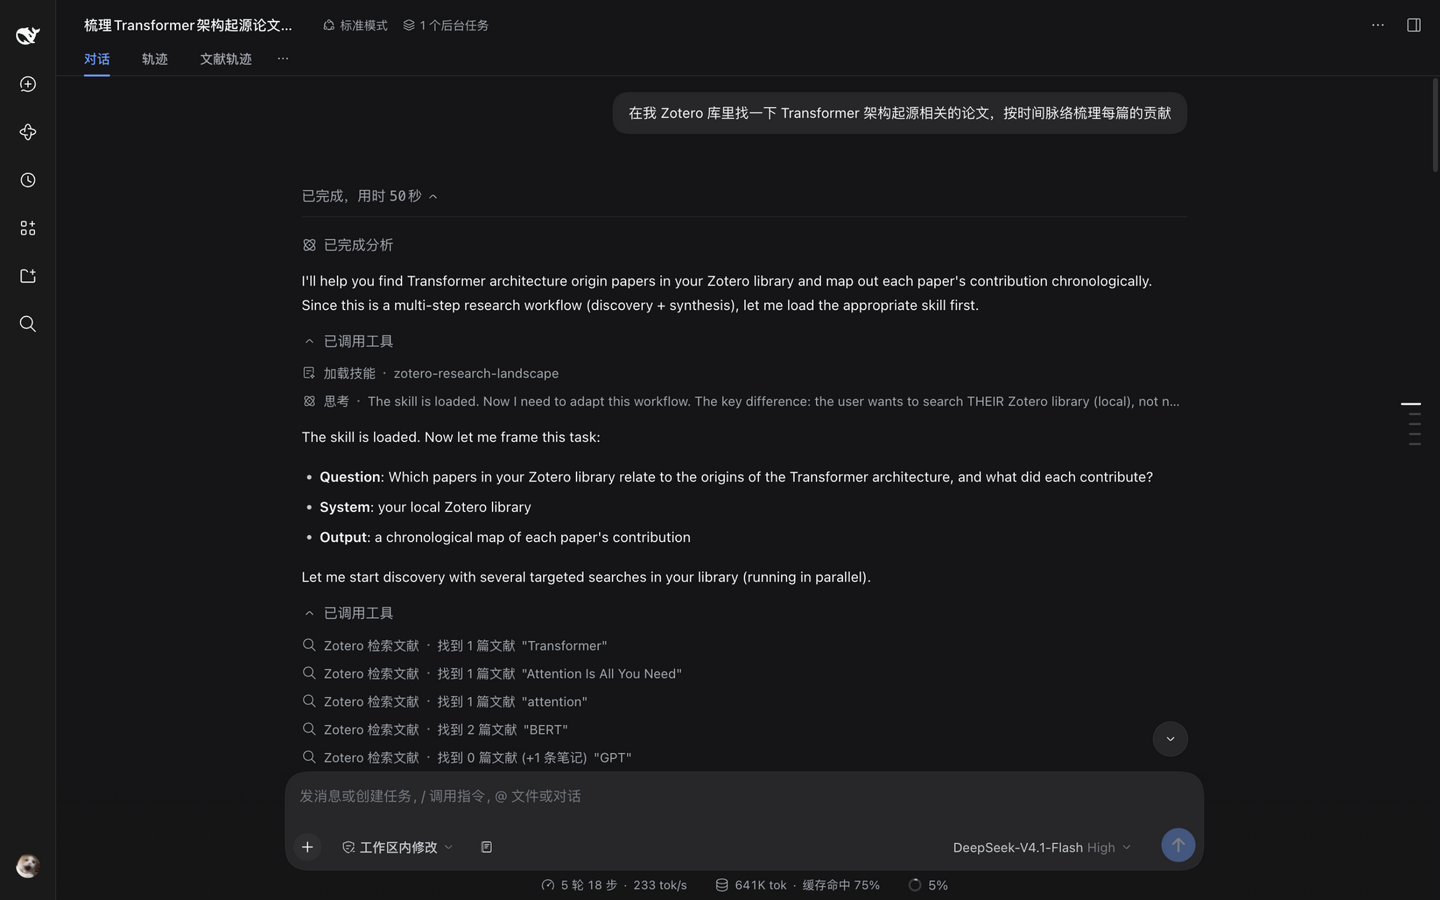 梳理 Transformer 架构起源论文...
标准模式
1 个后台任务
对话
轨迹
文献轨迹
在我 Zotero 库里找一下 Transformer 架构起源相关的论文，按时间脉络梳理每篇的贡献
已完成，用时 50 秒
已完成分析
I'll help you find Transformer architecture origin papers in your Zotero library and map out each paper's contribution chronologically.
Since this is a multi-step research workflow (discovery + synthesis), let me load the appropriate skill first.
已调用工具
加载技能 · zotero-research-landscape
思考 · The skill is loaded. Now I need to adapt this workflow. The key difference: the user wants to search THEIR Zotero library (local), not n...
The skill is loaded. Now let me frame this task:
• Question: Which papers in your Zotero library relate to the origins of the Transformer architecture, and what did each contribute?
• System: your local Zotero library
• Output: a chronological map of each paper's contribution
Let me start discovery with several targeted searches in your library (running in parallel).
已调用工具
Zotero 检索文献 · 找到 1 篇文献 "Transformer"
Zotero 检索文献 · 找到 1 篇文献 "Attention Is All You Need"
Zotero 检索文献 · 找到 1 篇文献 "attention"
Zotero 检索文献 · 找到 2 篇文献 "BERT"
Zotero 检索文献 · 找到 0 篇文献 (+1 条笔记) "GPT"
发消息或创建任务, / 调用指令, @ 文件或对话
工作区内修改
DeepSeek-V4.1-Flash High
5 轮 18 步 · 233 tok/s
641K tok · 缓存命中 75%
5%